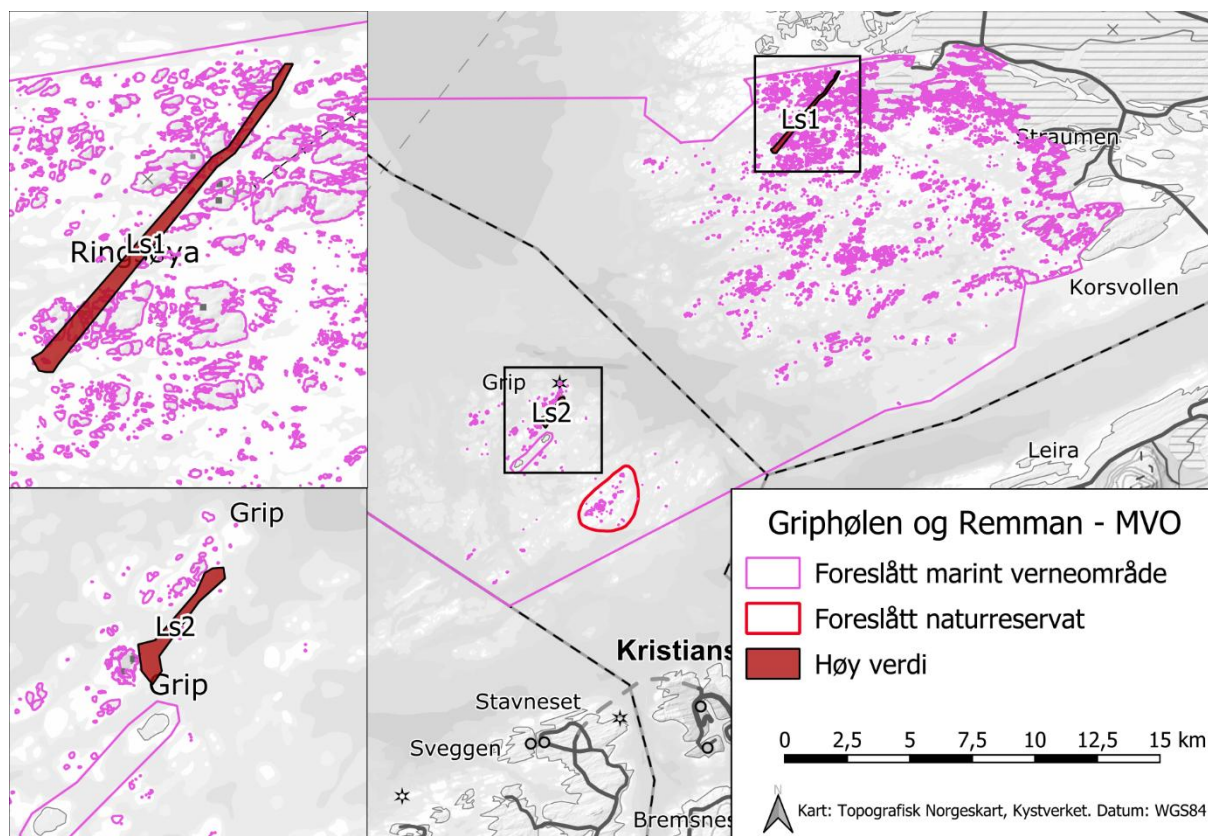 Ls1
Ringsøya
Grip
Ls2
Grip
Ls1
Straumen
Korsvollen
Grip
Ls2
Leira
Kristians
Stavneset
Sveggen
Bremsnes
Griphølen og Remman - MVO
Foreslått marint verneområde
Foreslått naturreservat
Høy verdi
0 2,5 5 7,5 10 12,5 15 km
N
Kart: Topografisk Norgeskart, Kystverket. Datum: WGS84